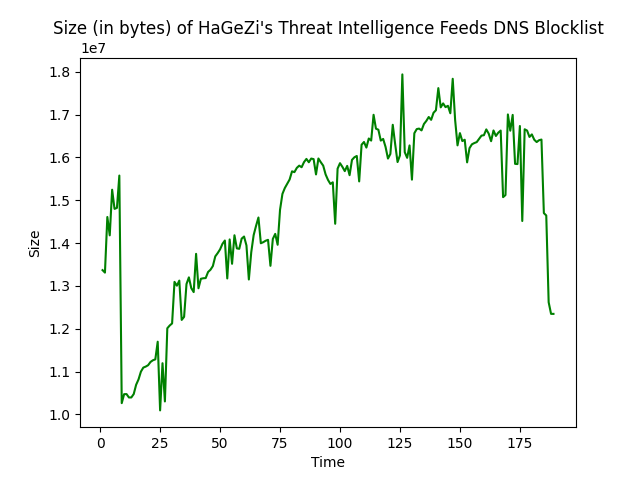 Size (in bytes) of HaGeZi's Threat Intelligence Feeds DNS Blocklist
1e7
1.8
1.7
1.6
1.5
1.4
1.3
1.2
1.1
1.0
Size
0 25 50 75 100 125 150 175
Time